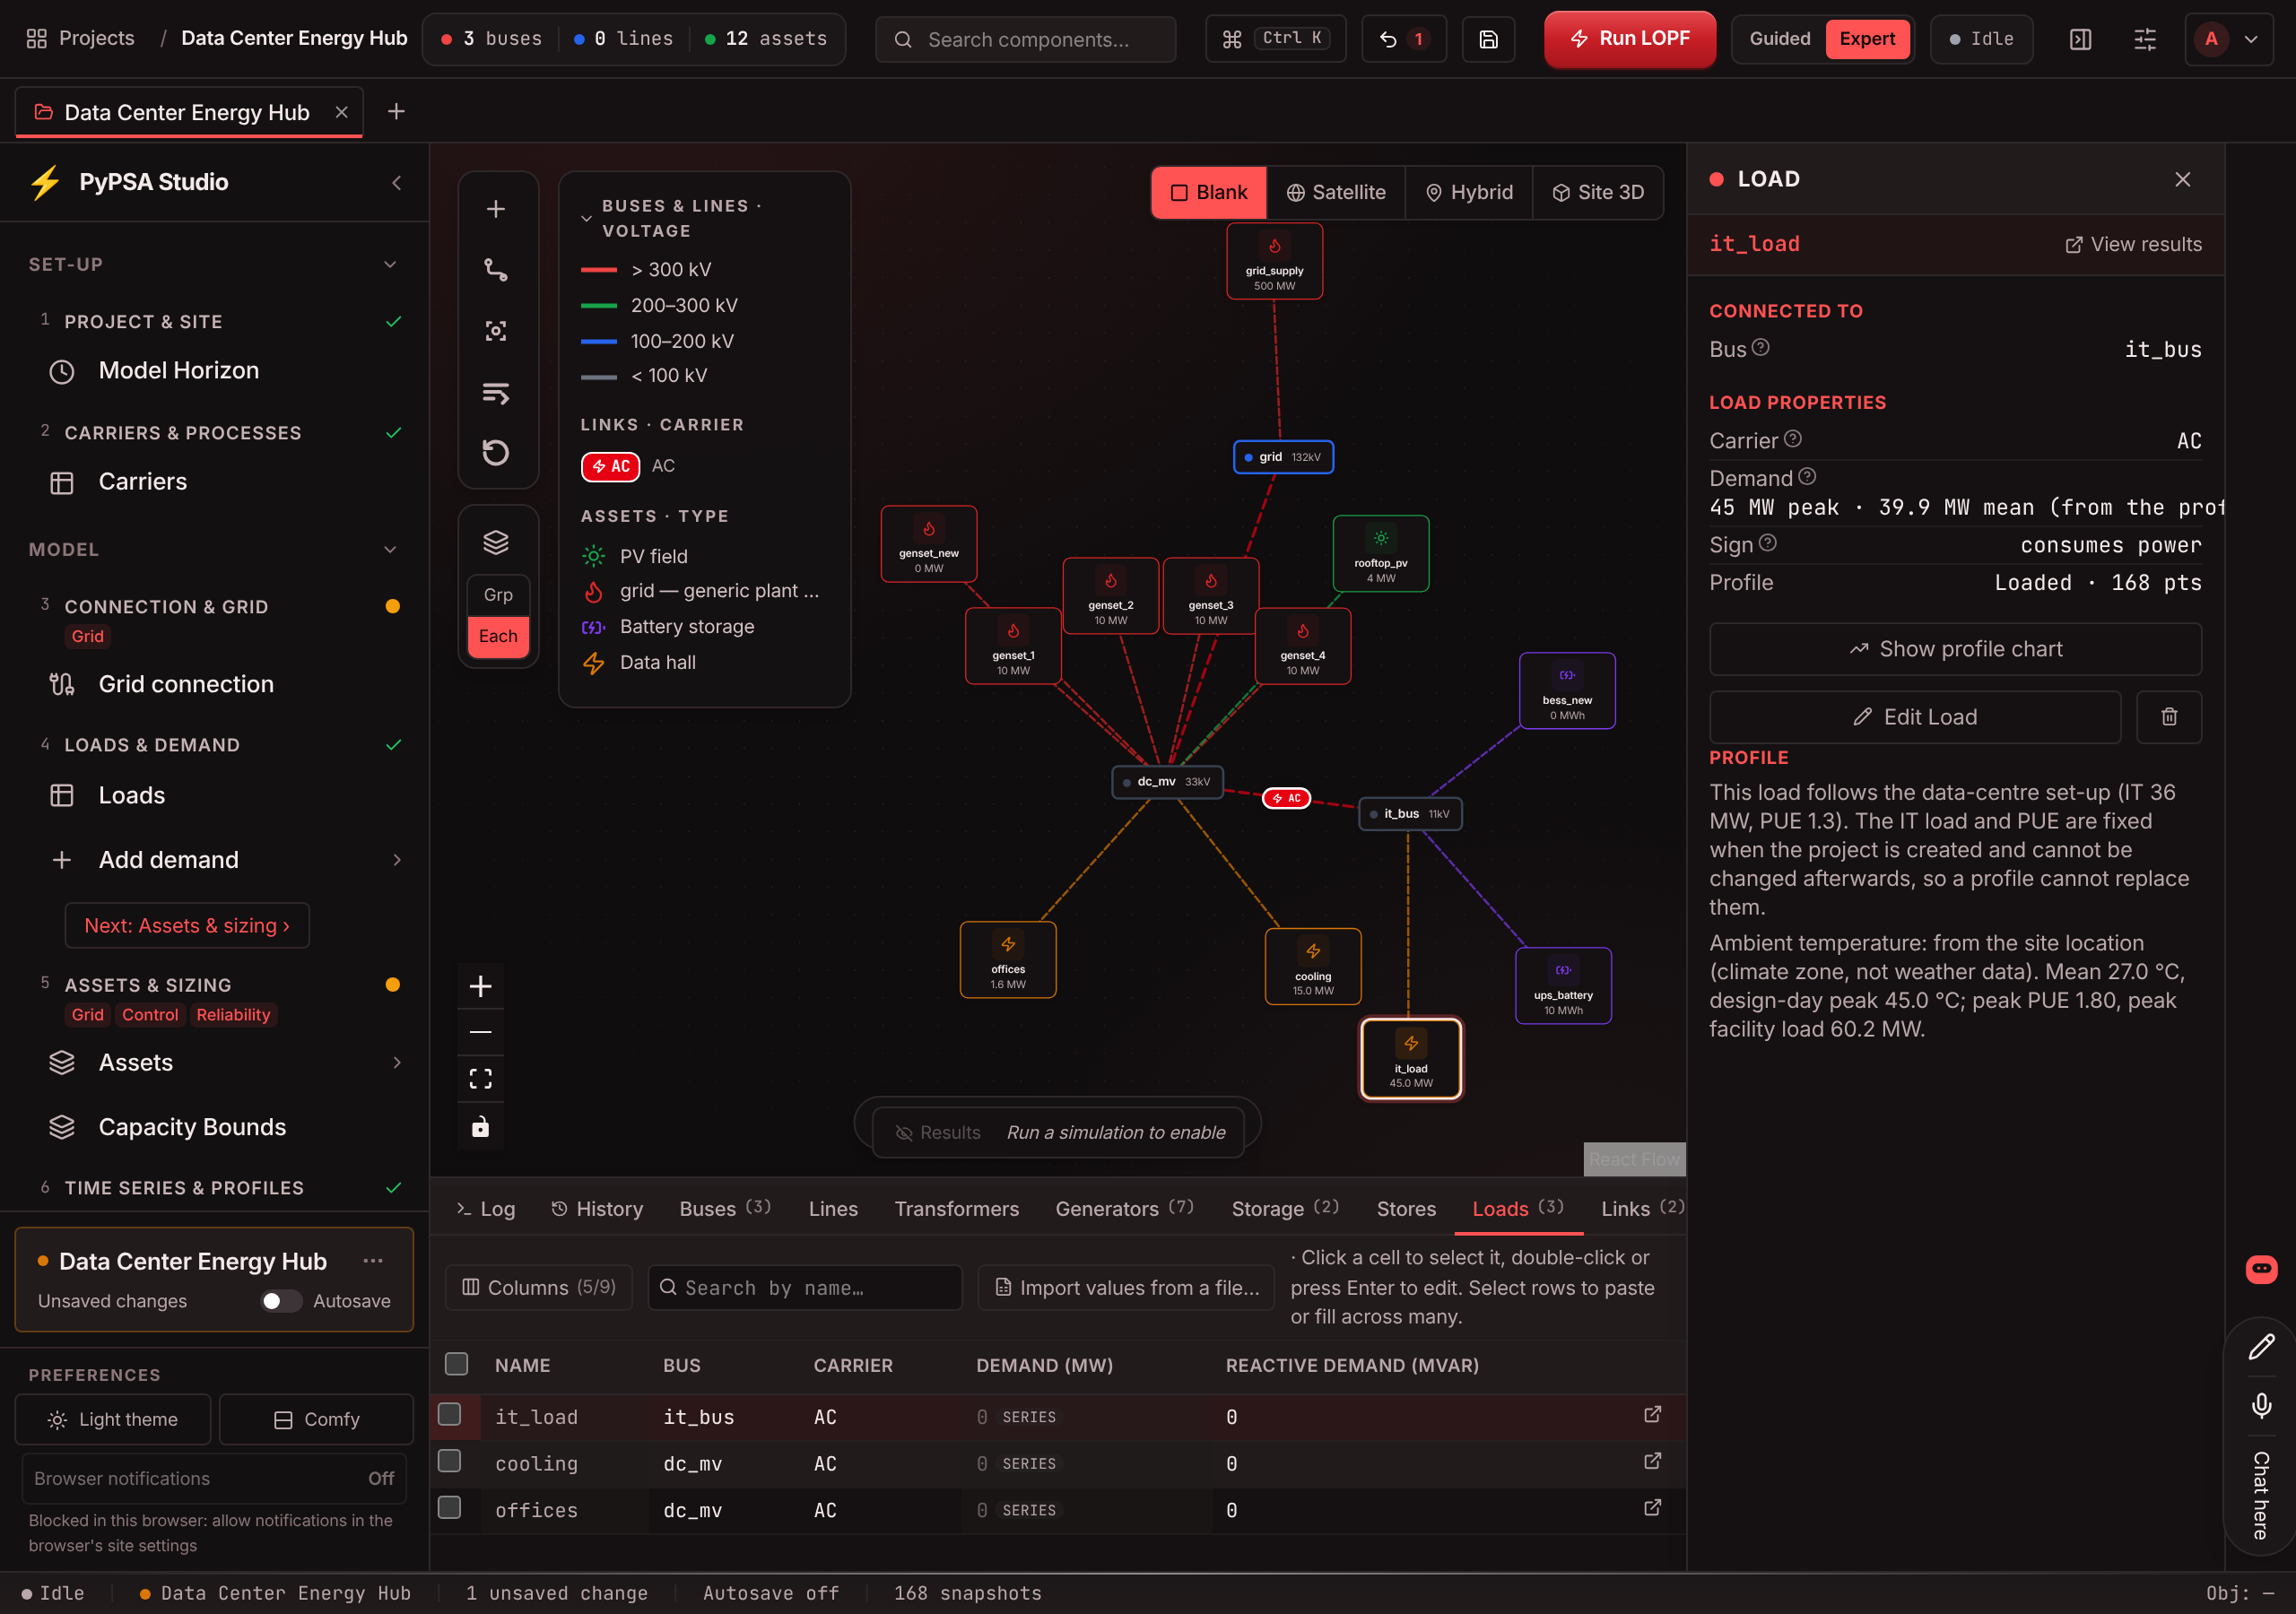 Projects / Data Center Energy Hub
3 buses
0 lines
12 assets
Search components...
Ctrl K
1
Run LOPF
Guided
Expert
Idle
A
Data Center Energy Hub
PyPSA Studio
SET-UP
1 PROJECT & SITE
Model Horizon
2 CARRIERS & PROCESSES
Carriers
MODEL
3 CONNECTION & GRID
Grid
Grid connection
4 LOADS & DEMAND
Loads
Add demand
Next: Assets & sizing ›
5 ASSETS & SIZING
Grid Control Reliability
Assets
Capacity Bounds
6 TIME SERIES & PROFILES
Data Center Energy Hub
Unsaved changes
Autosave
PREFERENCES
Light theme
Comfy
Browser notifications
Off
Blocked in this browser: allow notifications in the
browser's site settings
Grp
Each
BUSES & LINES ·
VOLTAGE
> 300 kV
200–300 kV
100–200 kV
< 100 kV
LINKS · CARRIER
AC AC
ASSETS · TYPE
PV field
grid — generic plant ...
Battery storage
Data hall
Blank
Satellite
Hybrid
Site 3D
grid_supply
500 MW
grid 132kV
genset_new
0 MW
genset_2
10 MW
genset_3
10 MW
rooftop_pv
4 MW
genset_1
10 MW
genset_4
10 MW
bess_new
0 MWh
dc_mv 33kV
AC
it_bus 11kV
offices
1.6 MW
cooling
15.0 MW
ups_battery
10 MWh
it_load
45.0 MW
Results
Run a simulation to enable
React Flow
Log
History
Buses (3)
Lines
Transformers
Generators (7)
Storage (2)
Stores
Loads (3)
Links (2)
Columns (5/9)
Search by name…
Import values from a file...
· Click a cell to select it, double-click or
press Enter to edit. Select rows to paste
or fill across many.
NAME BUS CARRIER DEMAND (MW) REACTIVE DEMAND (MVAR)
it_load it_bus AC 0 SERIES 0
cooling dc_mv AC 0 SERIES 0
offices dc_mv AC 0 SERIES 0
LOAD
it_load
View results
CONNECTED TO
Bus it_bus
LOAD PROPERTIES
Carrier AC
Demand
45 MW peak · 39.9 MW mean (from the prof
Sign consumes power
Profile Loaded · 168 pts
Show profile chart
Edit Load
PROFILE
This load follows the data-centre set-up (IT 36
MW, PUE 1.3). The IT load and PUE are fixed
when the project is created and cannot be
changed afterwards, so a profile cannot replace
them.
Ambient temperature: from the site location
(climate zone, not weather data). Mean 27.0 °C,
design-day peak 45.0 °C; peak PUE 1.80, peak
facility load 60.2 MW.
Chat here
Idle
Data Center Energy Hub
1 unsaved change
Autosave off
168 snapshots
Obj: —